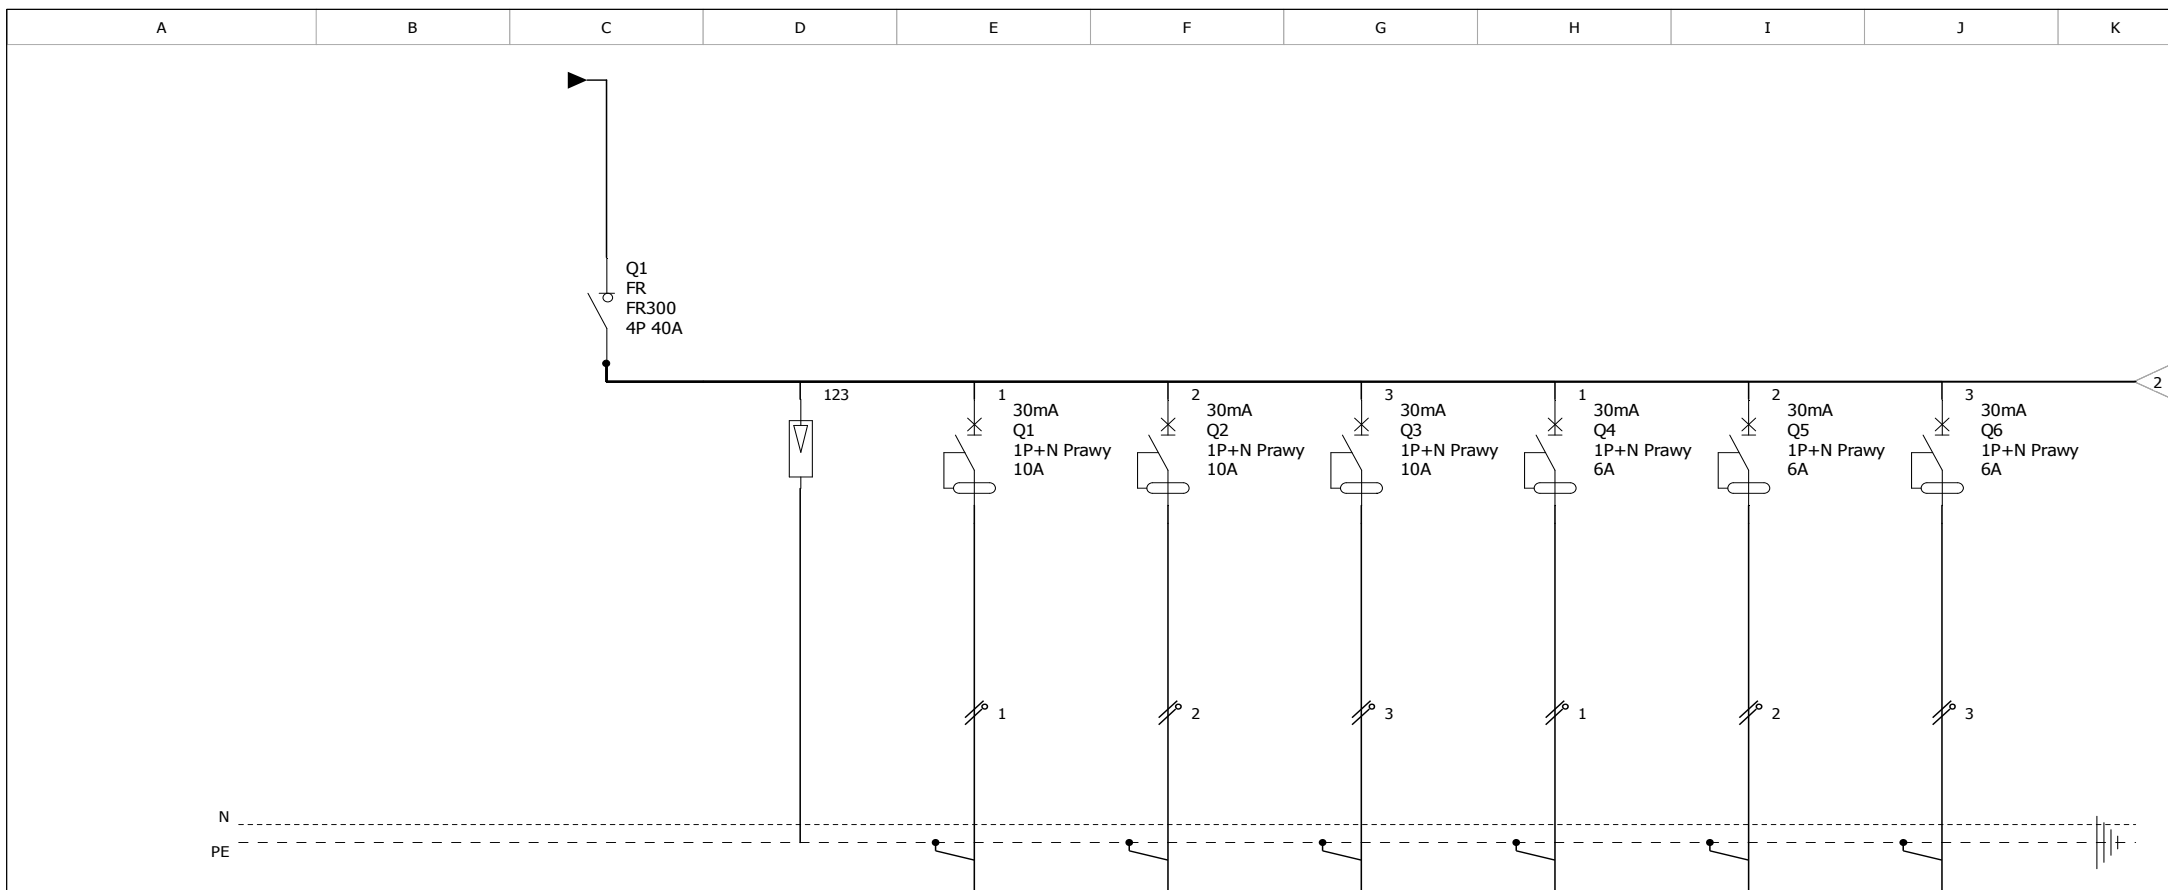 A B C D E F G H I J K
Q1
FR
FR300
4P 40A
2
123
1
30mA
Q1
1P+N Prawy
10A
2
30mA
Q2
1P+N Prawy
10A
3
30mA
Q3
1P+N Prawy
10A
1
30mA
Q4
1P+N Prawy
6A
2
30mA
Q5
1P+N Prawy
6A
3
30mA
Q6
1P+N Prawy
6A
1 2 3 1 2 3
N
PE